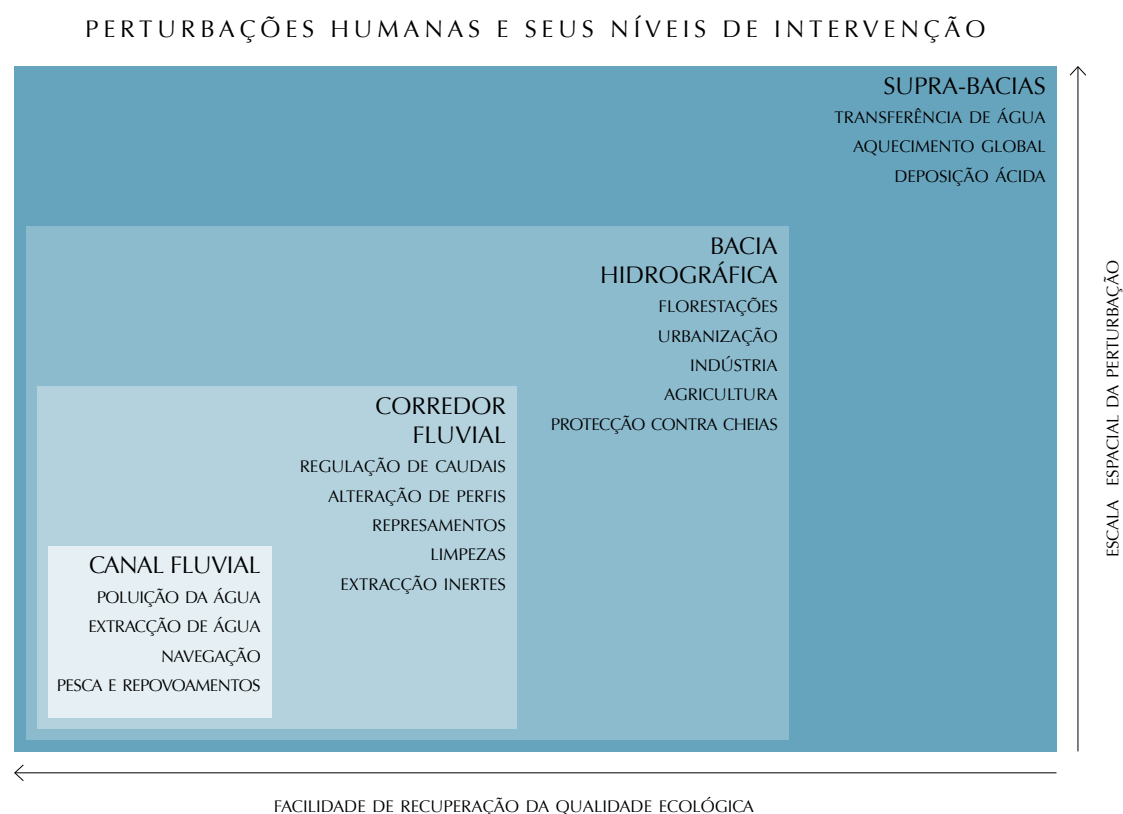 PERTURBAÇÕES HUMANAS E SEUS NÍVEIS DE INTERVENÇÃO
SUPRA-BACIAS
TRANSFERÊNCIA DE ÁGUA
AQUECIMENTO GLOBAL
DEPOSIÇÃO ÁCIDA
BACIA
HIDROGRÁFICA
FLORESTAÇÕES
URBANIZAÇÃO
INDÚSTRIA
AGRICULTURA
PROTECÇÃO CONTRA CHEIAS
CORREDOR
FLUVIAL
REGULAÇÃO DE CAUDAIS
ALTERAÇÃO DE PERFIS
REPRESAMENTOS
LIMPEZAS
EXTRACÇÃO INERTES
CANAL FLUVIAL
POLUIÇÃO DA ÁGUA
EXTRACÇÃO DE ÁGUA
NAVEGAÇÃO
PESCA E REPOVOAMENTOS
ESCALA ESPACIAL DA PERTURBAÇÃO
FACILIDADE DE RECUPERAÇÃO DA QUALIDADE ECOLÓGICA